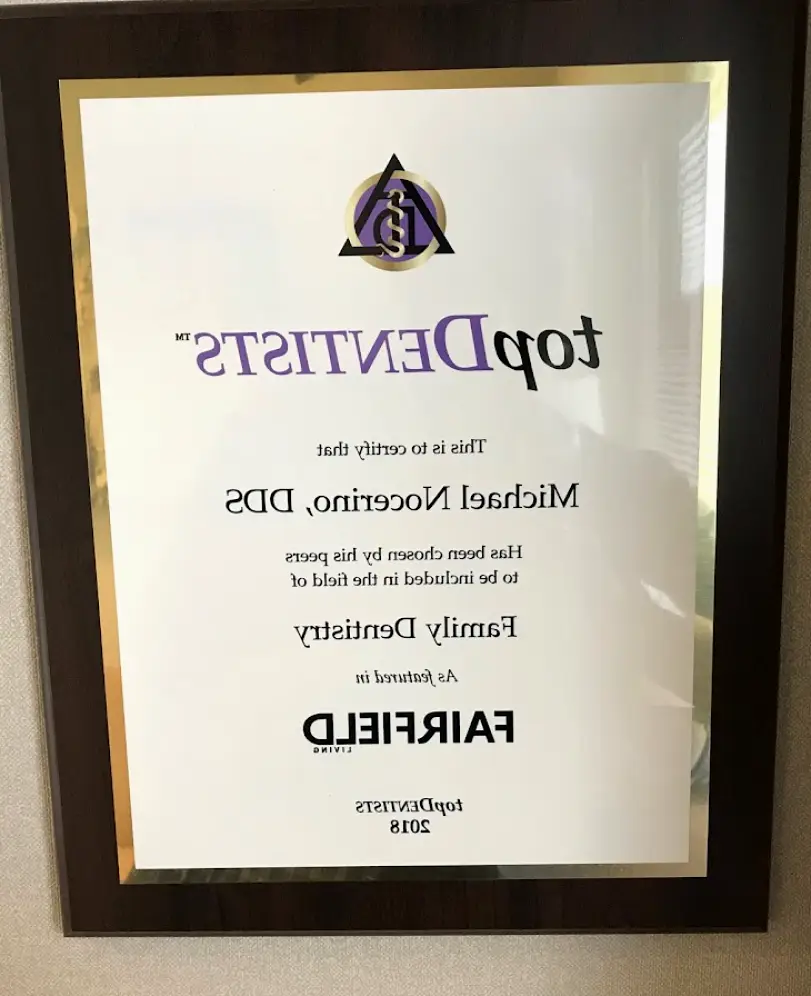 topDENTISTS™
This is to certify that
Michael Nocerino, DDS
Has been chosen by his peers
to be included in the field of
Family Dentistry
As featured in
FAIRFIELD
LIVING
topDENTISTS
2018